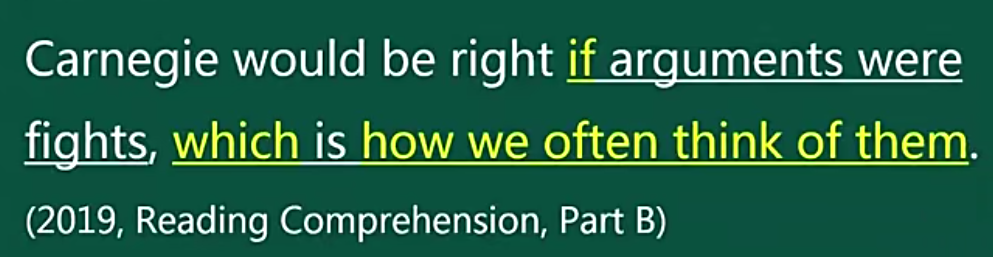 Carnegie would be right if arguments were
fights, which is how we often think of them.
(2019, Reading Comprehension, Part B)